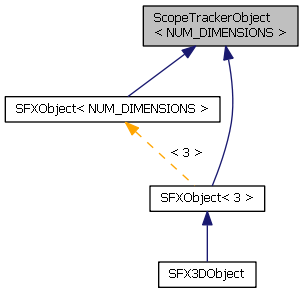 ScopeTrackerObject
< NUM_DIMENSIONS >
SFXObject< NUM_DIMENSIONS >
< 3 >
SFXObject< 3 >
SFX3DObject